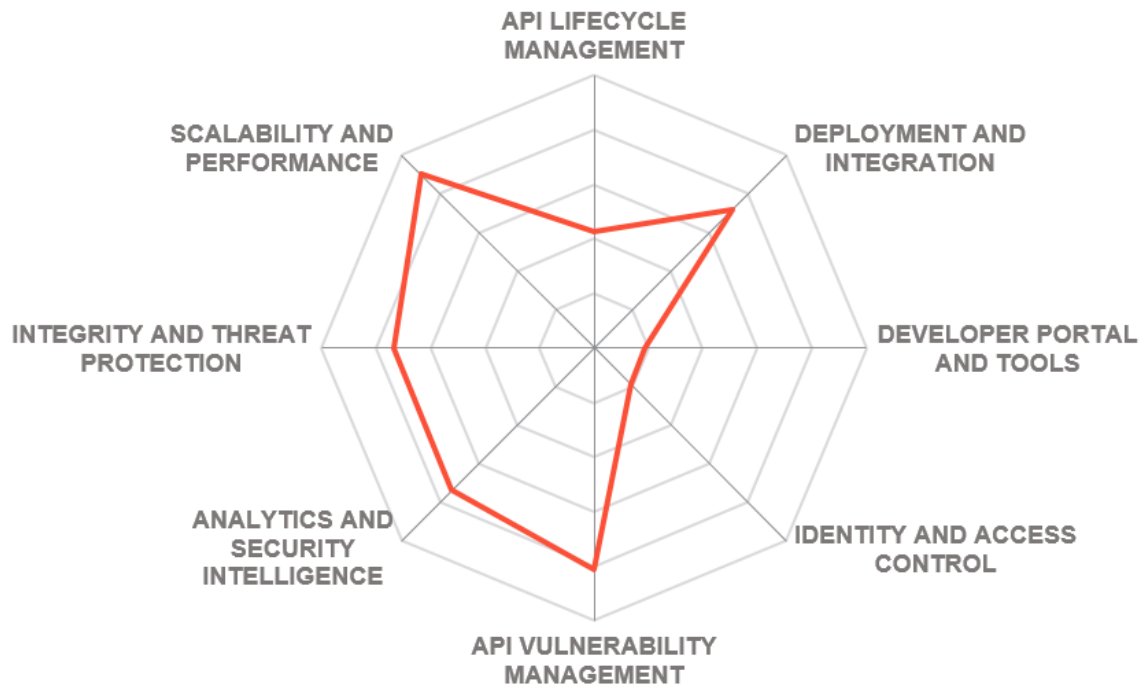 API LIFECYCLE
MANAGEMENT
DEPLOYMENT AND
INTEGRATION
DEVELOPER PORTAL
AND TOOLS
IDENTITY AND ACCESS
CONTROL
API VULNERABILITY
MANAGEMENT
ANALYTICS AND
SECURITY
INTELLIGENCE
INTEGRITY AND THREAT
PROTECTION
SCALABILITY AND
PERFORMANCE